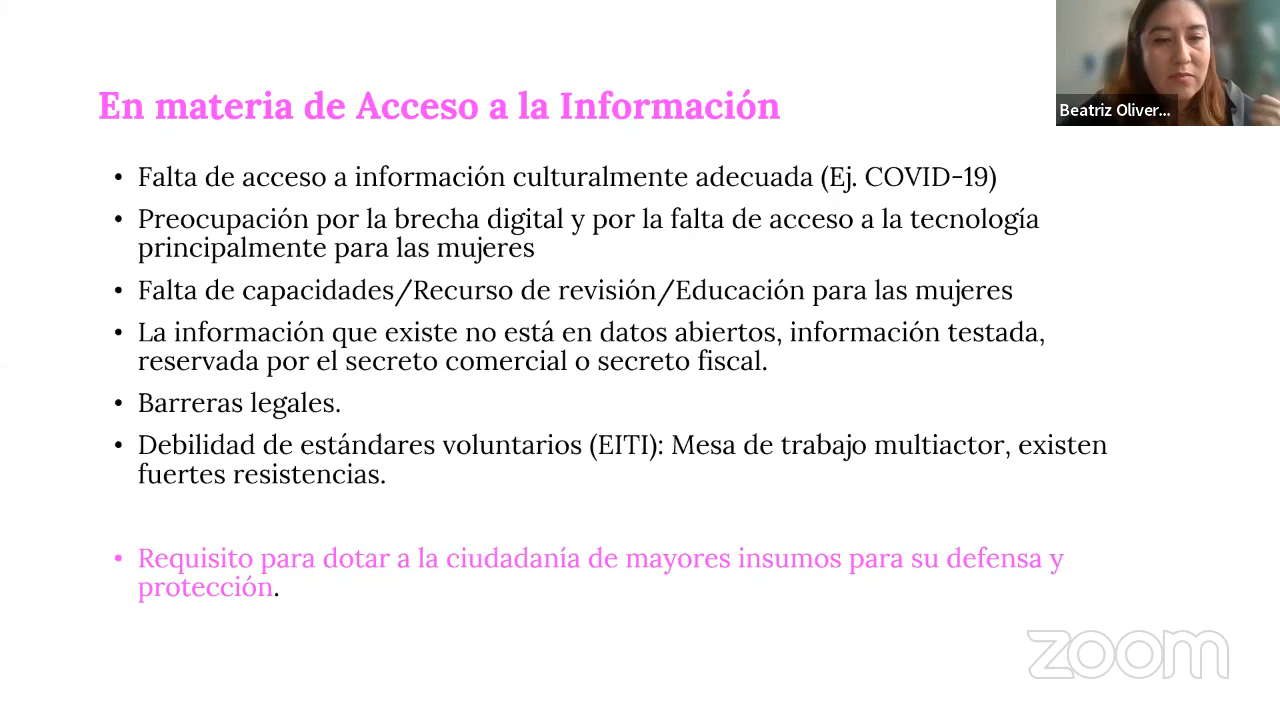 En materia de Acceso a la Información
Beatriz Oliver...
• Falta de acceso a información culturalmente adecuada (Ej. COVID-19)
• Preocupación por la brecha digital y por la falta de acceso a la tecnología
principalmente para las mujeres
• Falta de capacidades/Recurso de revisión/Educación para las mujeres
• La información que existe no está en datos abiertos, información testada,
reservada por el secreto comercial o secreto fiscal.
• Barreras legales.
• Debilidad de estándares voluntarios (EITI): Mesa de trabajo multiactor, existen
fuertes resistencias.
• Requisito para dotar a la ciudadanía de mayores insumos para su defensa y
protección.
zoom